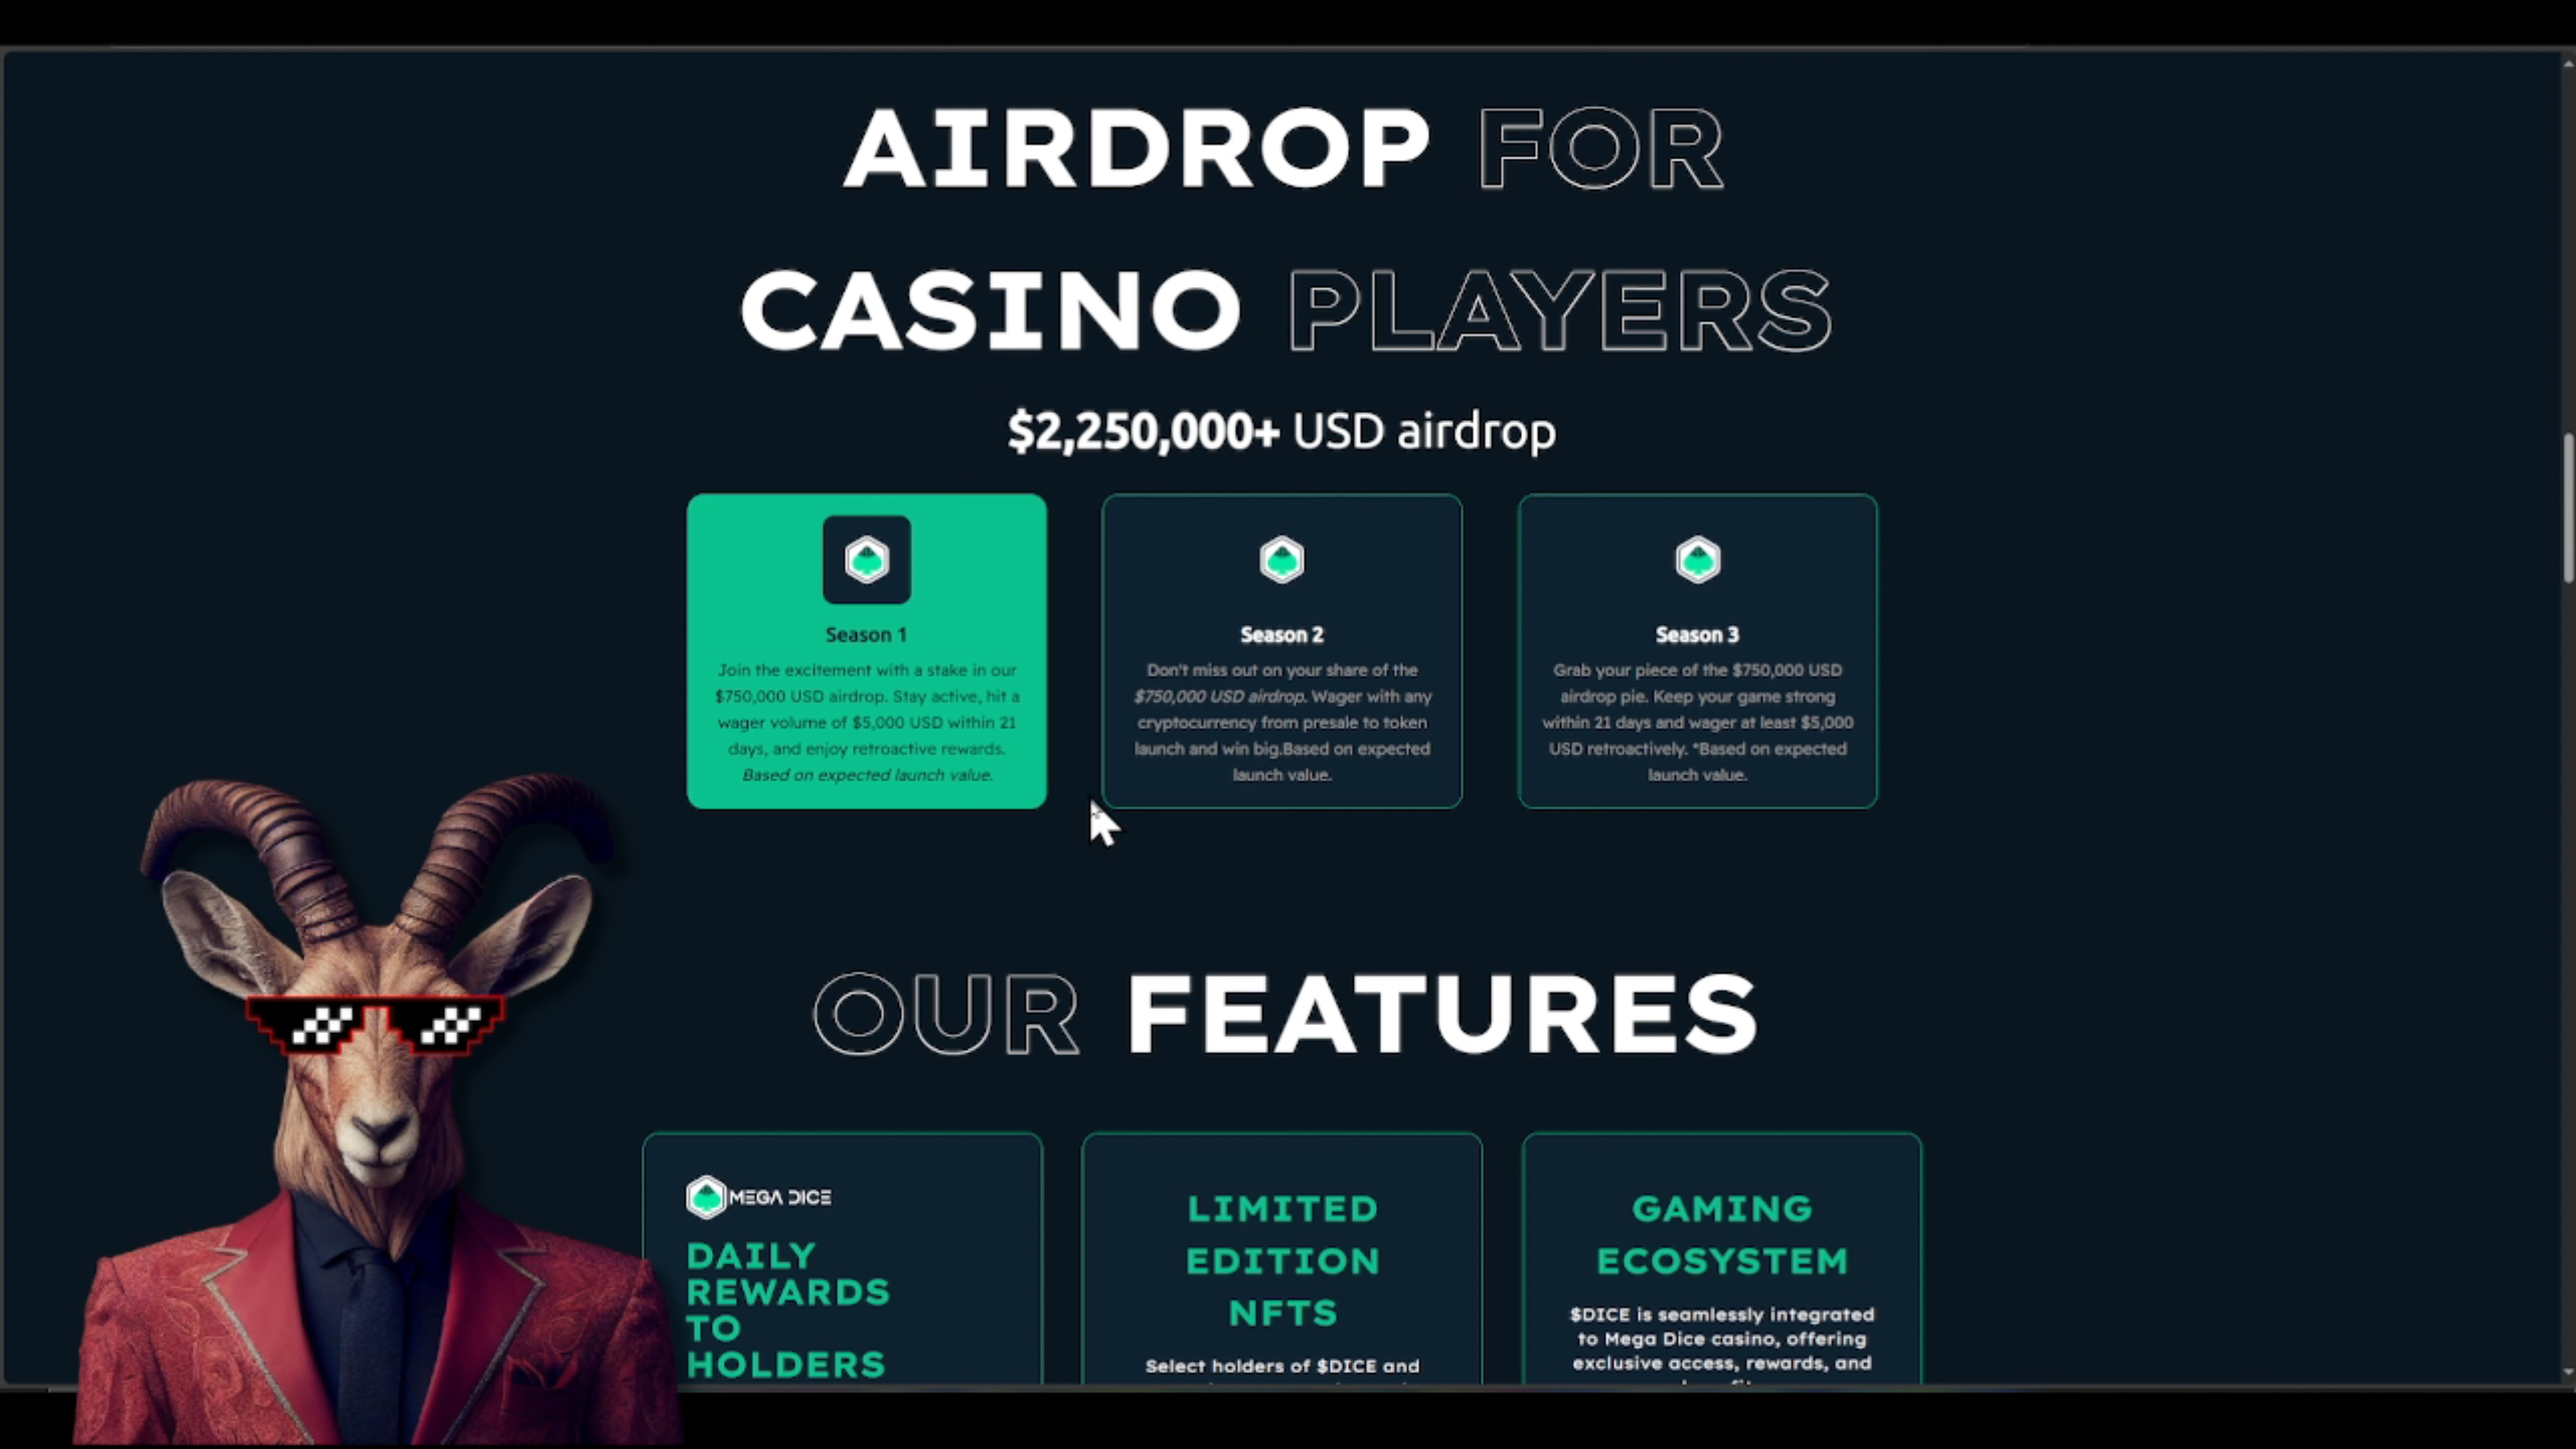 AIRDROP FOR
CASINO PLAYERS
$2,250,000+ USD airdrop
Season 1
Join the excitement with a stake in our
$750,000 USD airdrop. Stay active, hit a
wager volume of $5,000 USD within 21
days, and enjoy retroactive rewards.
Based on expected launch value.
Season 2
Don't miss out on your share of the
$750,000 USD airdrop. Wager with any
cryptocurrency from presale to token
launch and win big.Based on expected
launch value.
Season 3
Grab your piece of the $750,000 USD
airdrop pie. Keep your game strong
within 21 days and wager at least $5,000
USD retroactively. *Based on expected
launch value.
OUR FEATURES
MEGA DICE
DAILY
REWARDS
TO
HOLDERS
LIMITED
EDITION
NFTS
Select holders of $DICE and
GAMING
ECOSYSTEM
$DICE is seamlessly integrated
to Mega Dice casino, offering
exclusive access, rewards, and